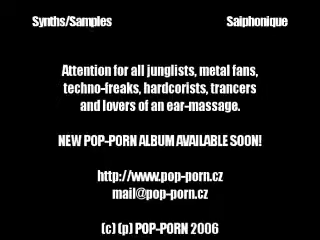 Synths/Samples Saiphonique
Attention for all junglists, metal fans,
techno-freaks, hardcorists, trancers
and lovers of an ear-massage.
NEW POP-PORN ALBUM AVAILABLE SOON!
http://www.pop-porn.cz
mail@pop-porn.cz
(c) (p) POP-PORN 2006